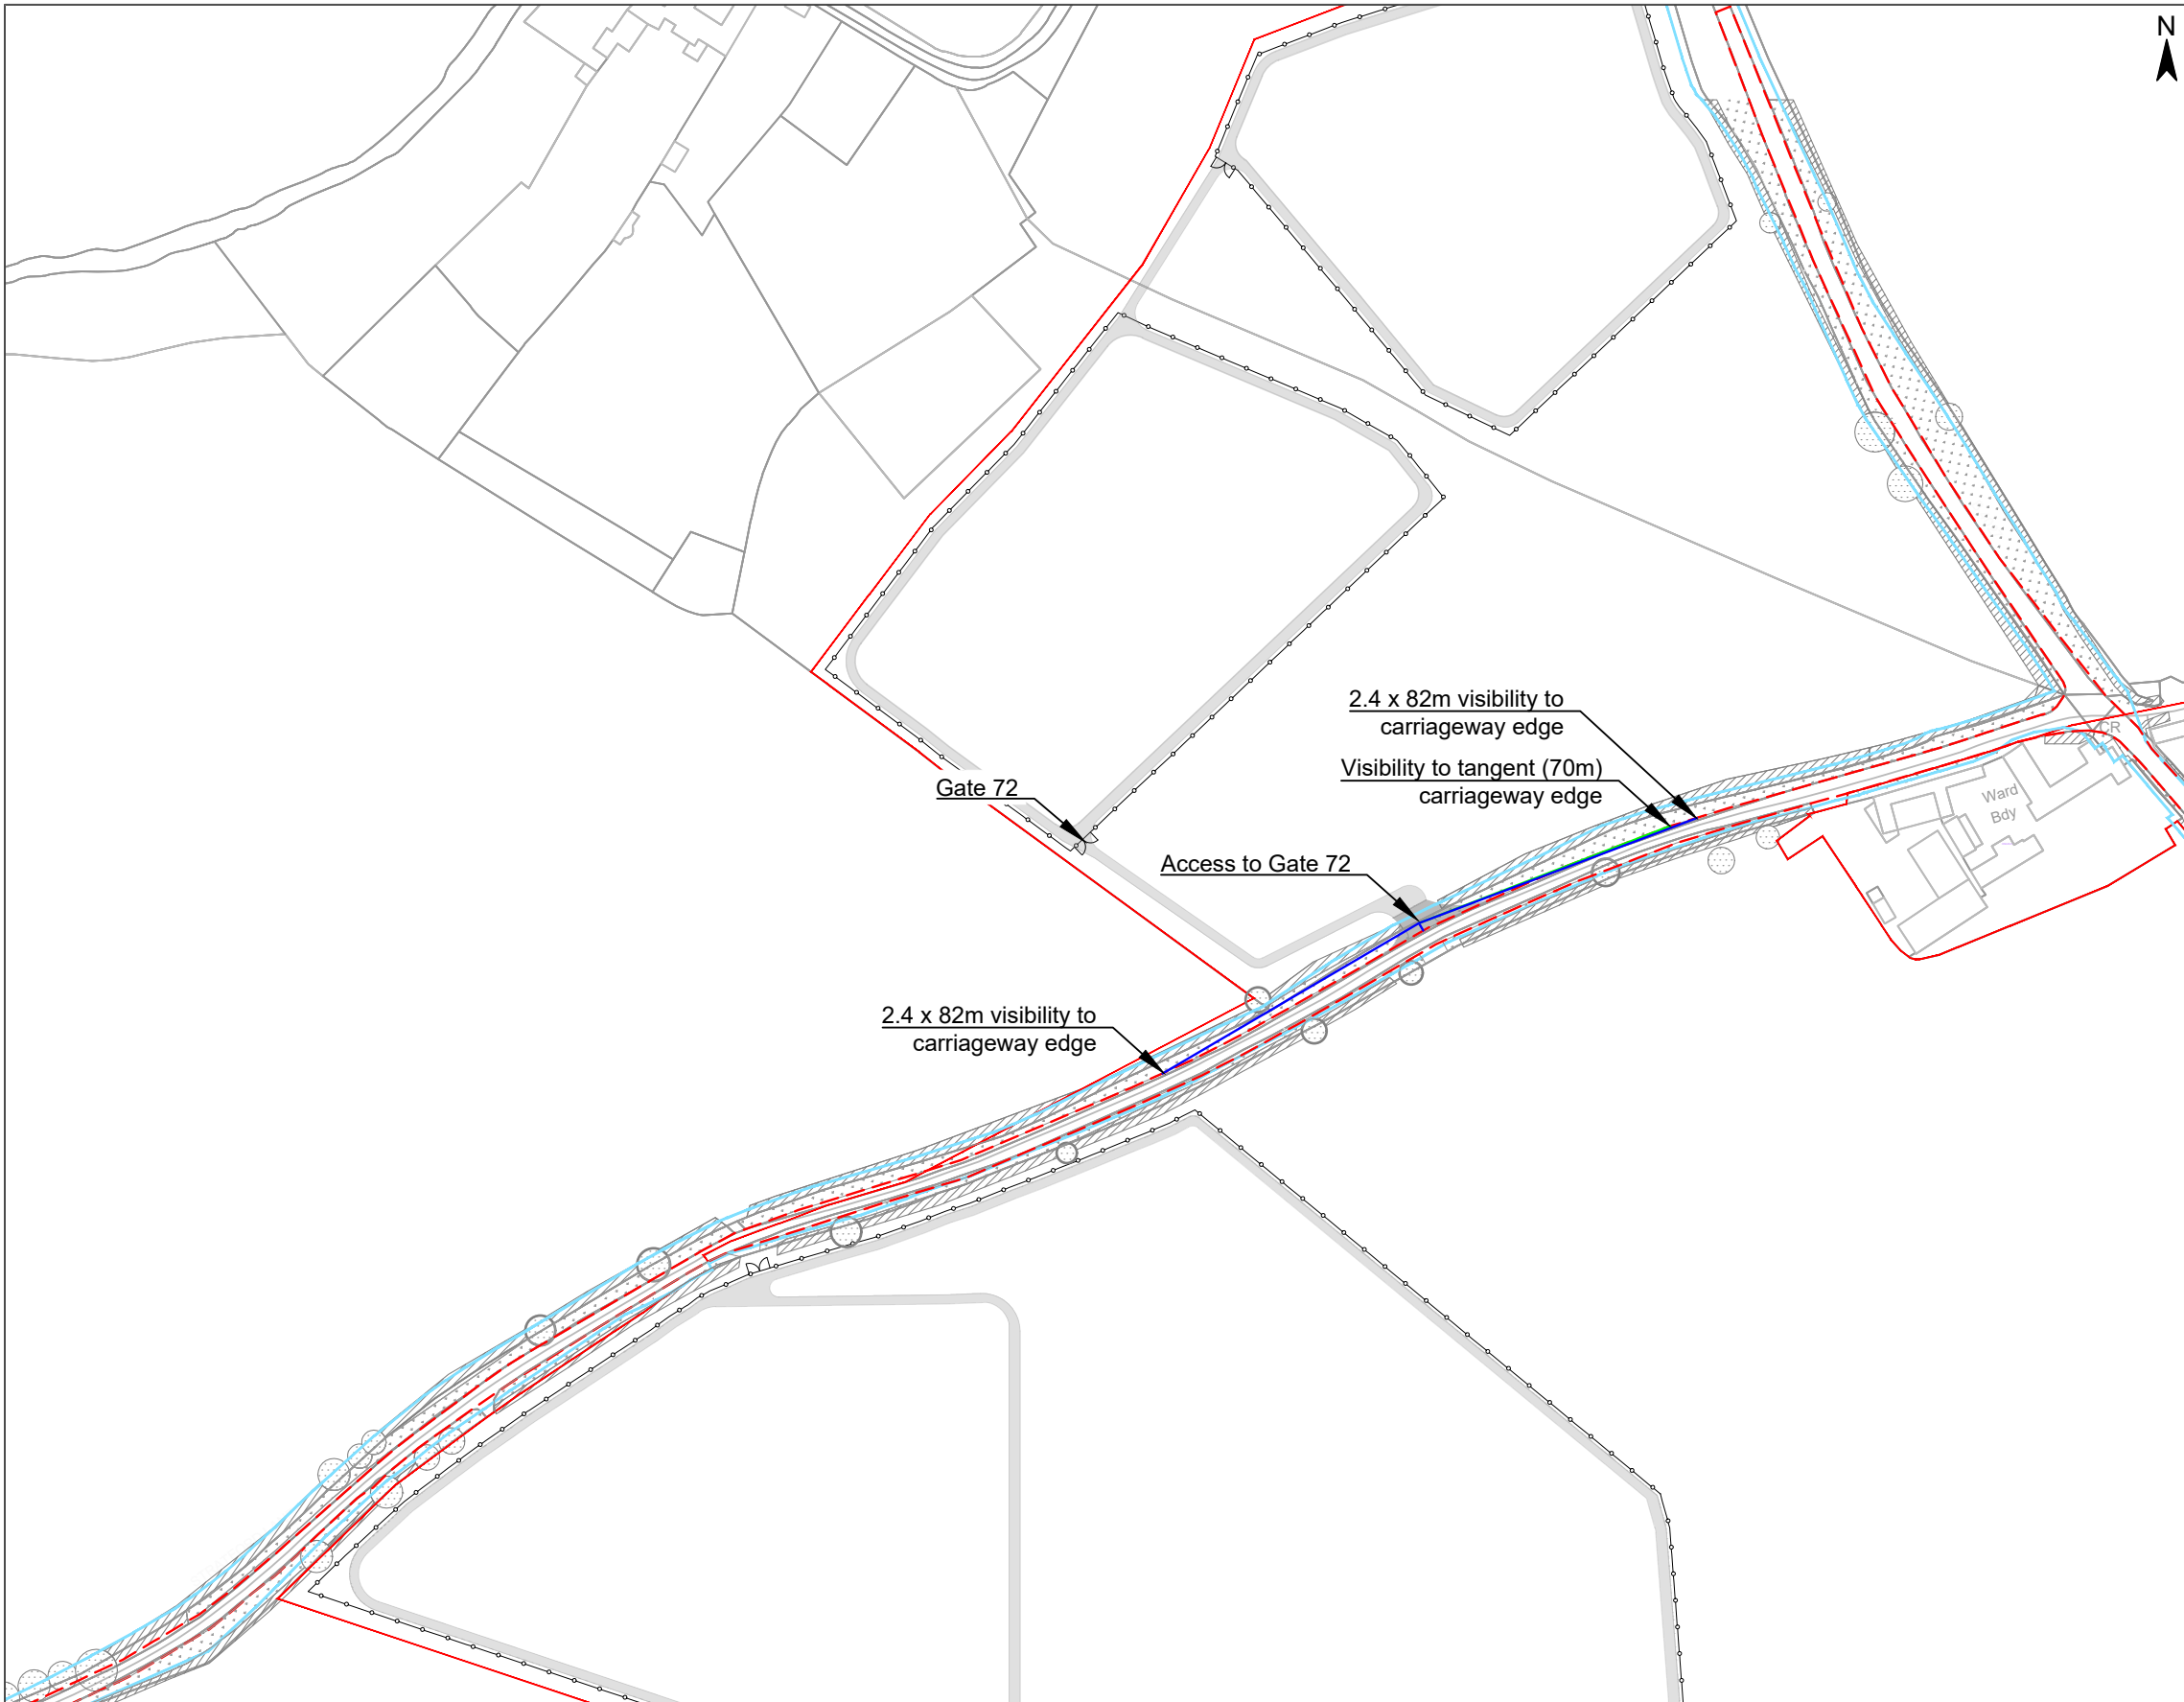 N
2.4 x 82m visibility to
carriageway edge
Visibility to tangent (70m)
carriageway edge
CR
Ward
Bdy
Gate 72
Access to Gate 72
2.4 x 82m visibility to
carriageway edge